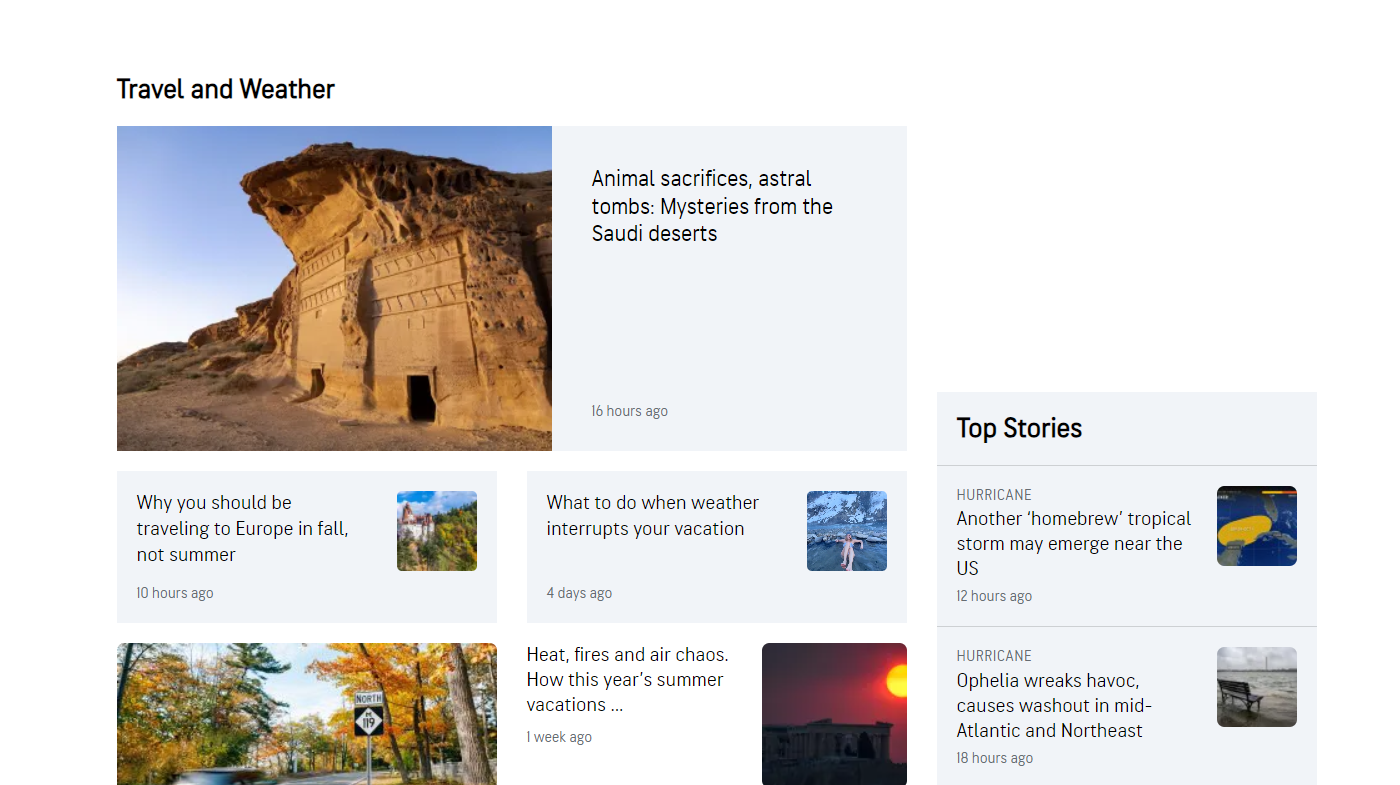 Travel and Weather
Animal sacrifices, astral
tombs: Mysteries from the
Saudi deserts
16 hours ago
Why you should be
traveling to Europe in fall,
not summer
10 hours ago
What to do when weather
interrupts your vacation
4 days ago
NORTH
M
119
Heat, fires and air chaos.
How this year’s summer
vacations ...
1 week ago
Top Stories
HURRICANE
Another ‘homebrew’ tropical
storm may emerge near the
US
12 hours ago
HURRICANE
Ophelia wreaks havoc,
causes washout in mid-
Atlantic and Northeast
18 hours ago